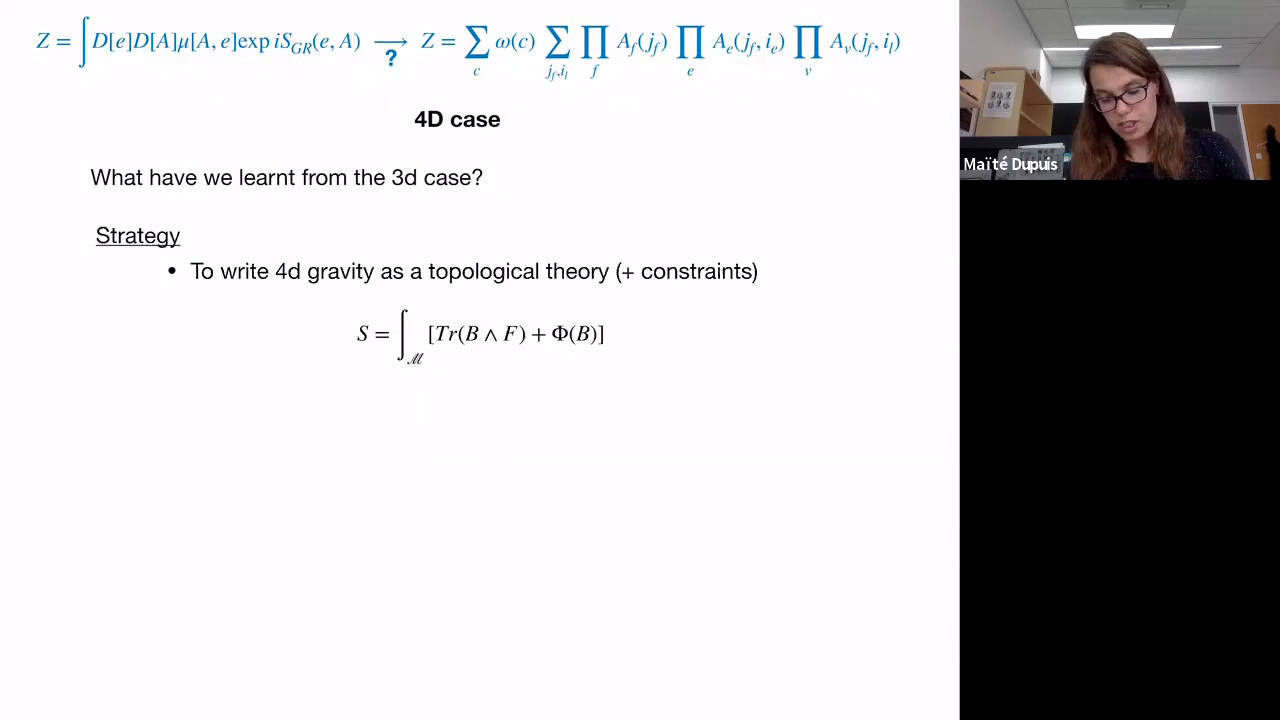 Z = ∫ D[e]D[A]μ[A, e]exp iS_{GR}(e, A) ⟶ Z = ∑_c ω(c) ∑_{j_f,i_l} ∏_f A_f(j_f) ∏_e A_e(j_f, i_e) ∏_v A_v(j_f, i_l)
?
4D case
What have we learnt from the 3d case?
Strategy
• To write 4d gravity as a topological theory (+ constraints)
S = ∫_ℳ [Tr(B ∧ F) + Φ(B)]
Maïté Dupuis